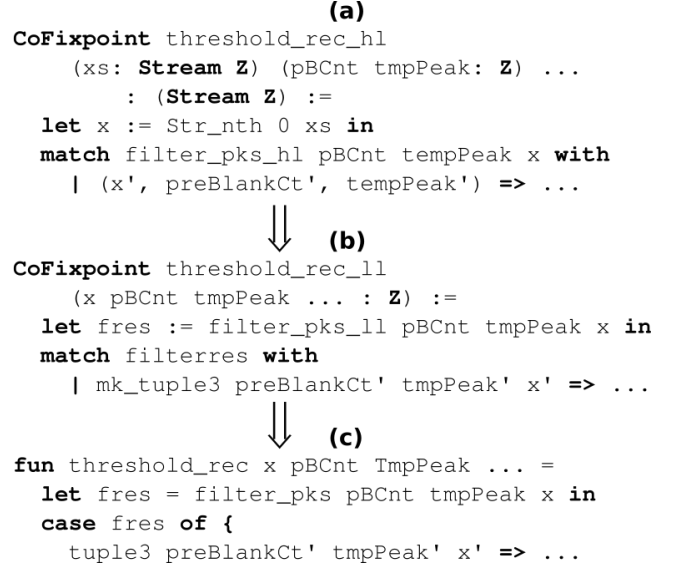 (a)
CoFixpoint threshold_rec_hl
(xs: Stream Z) (pBCnt tmpPeak: Z) ...
: (Stream Z) :=
let x := Str_nth 0 xs in
match filter_pks_hl pBCnt tempPeak x with
| (x', preBlankCt', tempPeak') => ...
(b)
CoFixpoint threshold_rec_ll
(x pBCnt tmpPeak ... : Z) :=
let fres := filter_pks_ll pBCnt tmpPeak x in
match filterres with
| mk_tuple3 preBlankCt' tmpPeak' x' => ...
(c)
fun threshold_rec x pBCnt TmpPeak ... =
let fres = filter_pks pBCnt tmpPeak x in
case fres of {
tuple3 preBlankCt' tmpPeak' x' => ...